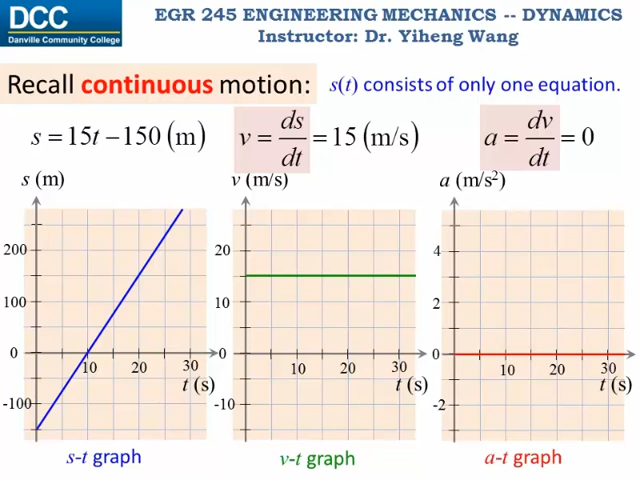 DCC
Danville Community College
EGR 245 ENGINEERING MECHANICS -- DYNAMICS
Instructor: Dr. Yiheng Wang
Recall continuous motion: s(t) consists of only one equation.
s = 15t − 150 (m) v = ds/dt = 15 (m/s) a = dv/dt = 0
s (m)
200
100
0
-100
10 20 30
t (s)
s-t graph
v (m/s)
20
10
0
-10
10 20 30
t (s)
v-t graph
a (m/s²)
4
2
0
-2
10 20 30
t (s)
a-t graph